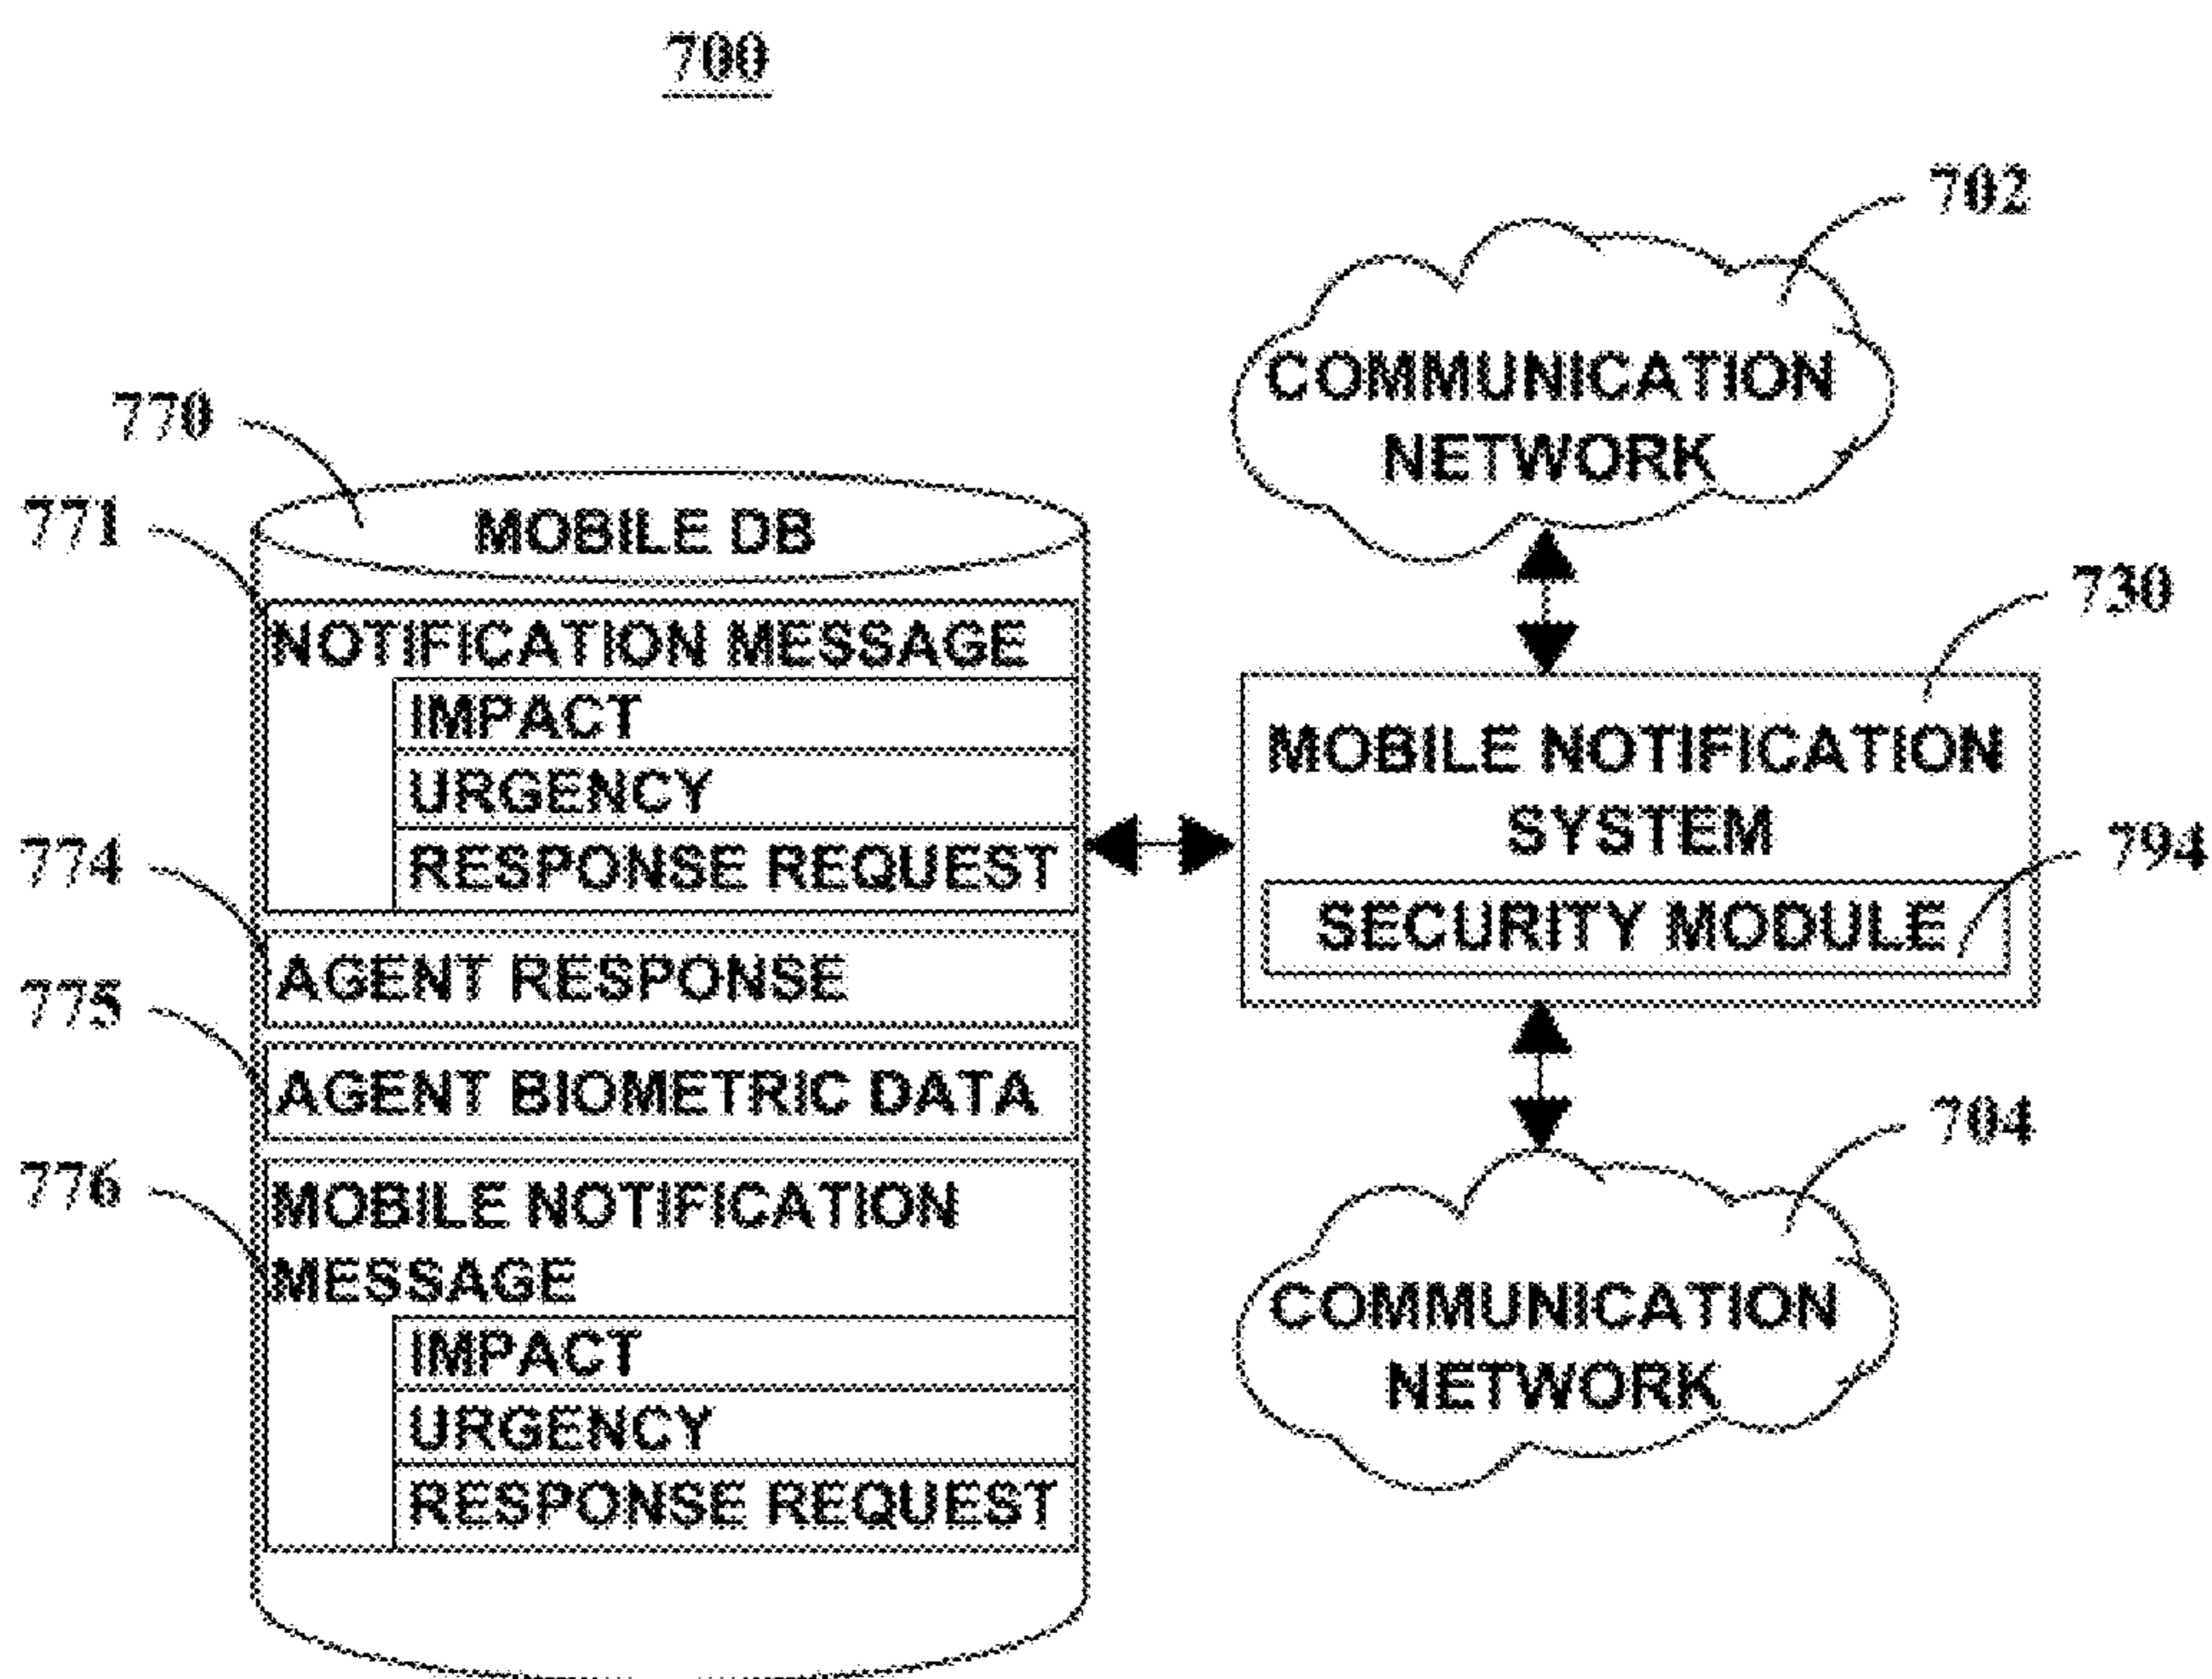 700
702
COMMUNICATION
NETWORK
770
771
MOBILE DB
730
NOTIFICATION MESSAGE
IMPACT
URGENCY
RESPONSE REQUEST
MOBILE NOTIFICATION
SYSTEM
794
SECURITY MODULE
774
AGENT RESPONSE
775
AGENT BIOMETRIC DATA
776
MOBILE NOTIFICATION
MESSAGE
IMPACT
URGENCY
RESPONSE REQUEST
704
COMMUNICATION
NETWORK